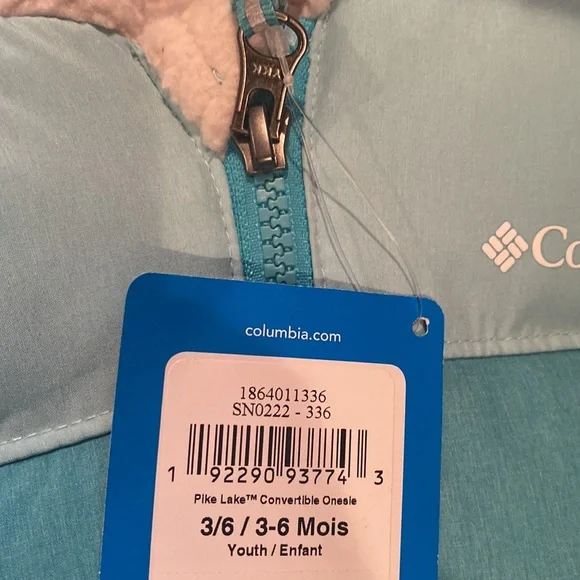 YKK
Co
columbia.com
1864011336
SN0222 - 336
1 92290 93774 3
Pike Lake™ Convertible Onesie
3/6 / 3-6 Mois
Youth / Enfant